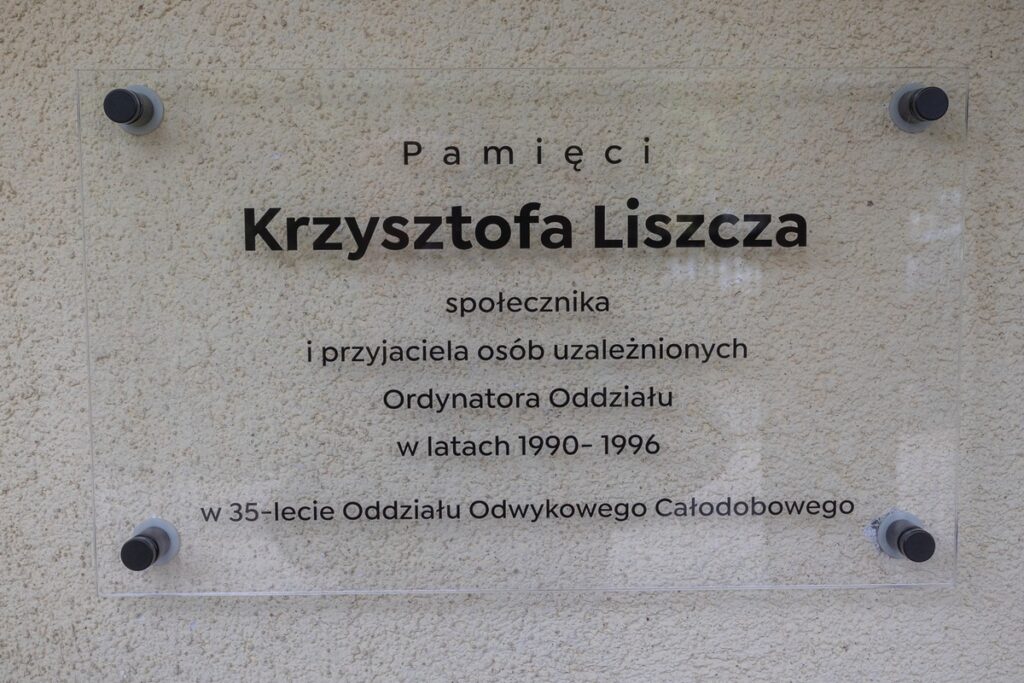 Pamięci
Krzysztofa Liszcza
społecznika
i przyjaciela osób uzależnionych
Ordynatora Oddziału
w latach 1990- 1996
w 35-lecie Oddziału Odwykowego Całodobowego